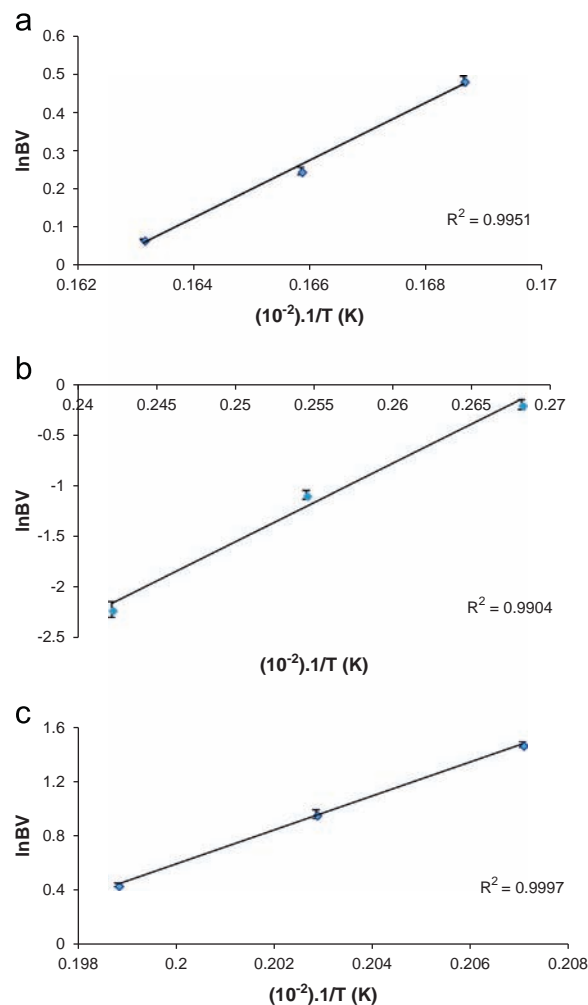 a
0.6
0.5
0.4
0.3
0.2
0.1
0
lnBV
R² = 0.9951
0.162 0.164 0.166 0.168 0.17
(10⁻²).1/T (K)
b
0
-0.5
-1
-1.5
-2
-2.5
0.24 0.245 0.25 0.255 0.26 0.265 0.27
lnBV
R² = 0.9904
(10⁻²).1/T (K)
c
1.6
1.2
0.8
0.4
0
lnBV
R² = 0.9997
0.198 0.2 0.202 0.204 0.206 0.208
(10⁻²).1/T (K)